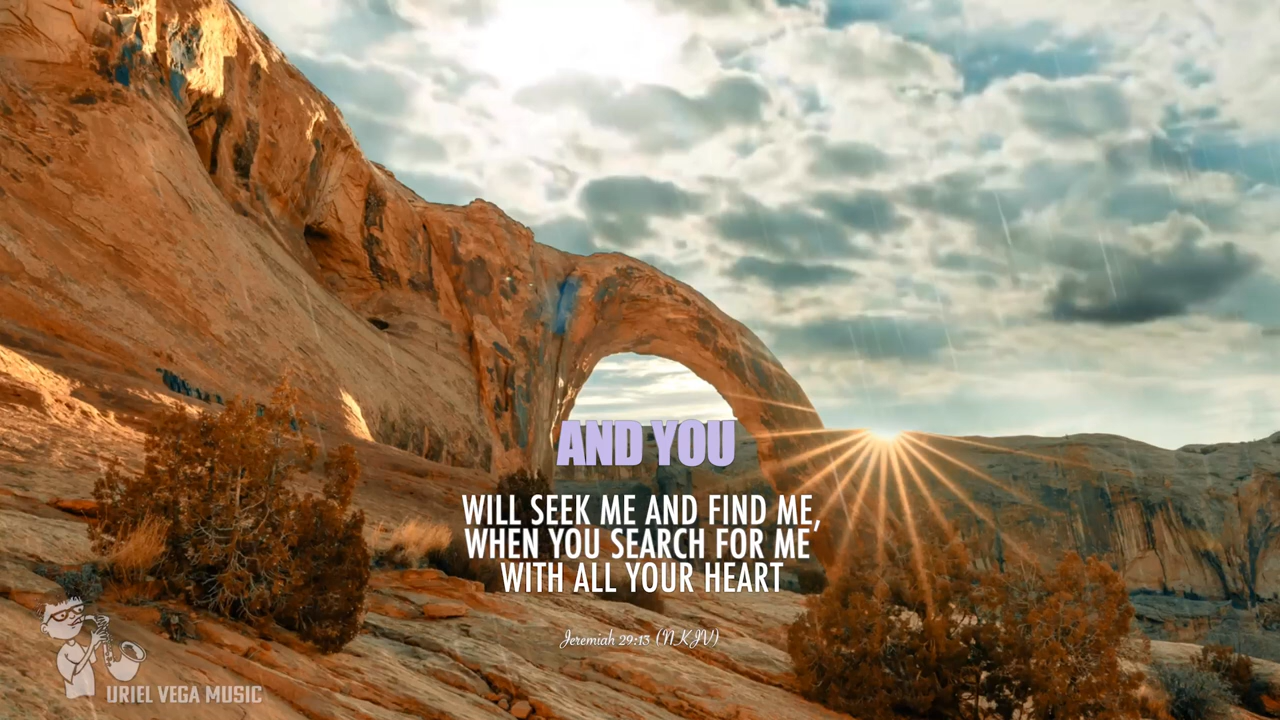 AND YOU
WILL SEEK ME AND FIND ME,
WHEN YOU SEARCH FOR ME
WITH ALL YOUR HEART
Jeremiah 29:13 (NKJV)
URIEL VEGA MUSIC